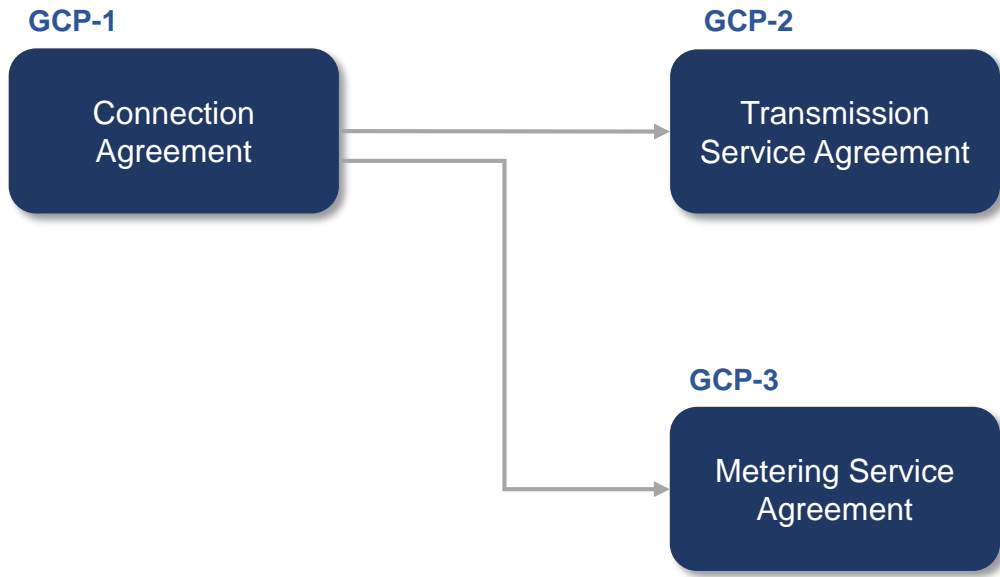 GCP-1
Connection
Agreement
GCP-2
Transmission
Service Agreement
GCP-3
Metering Service
Agreement